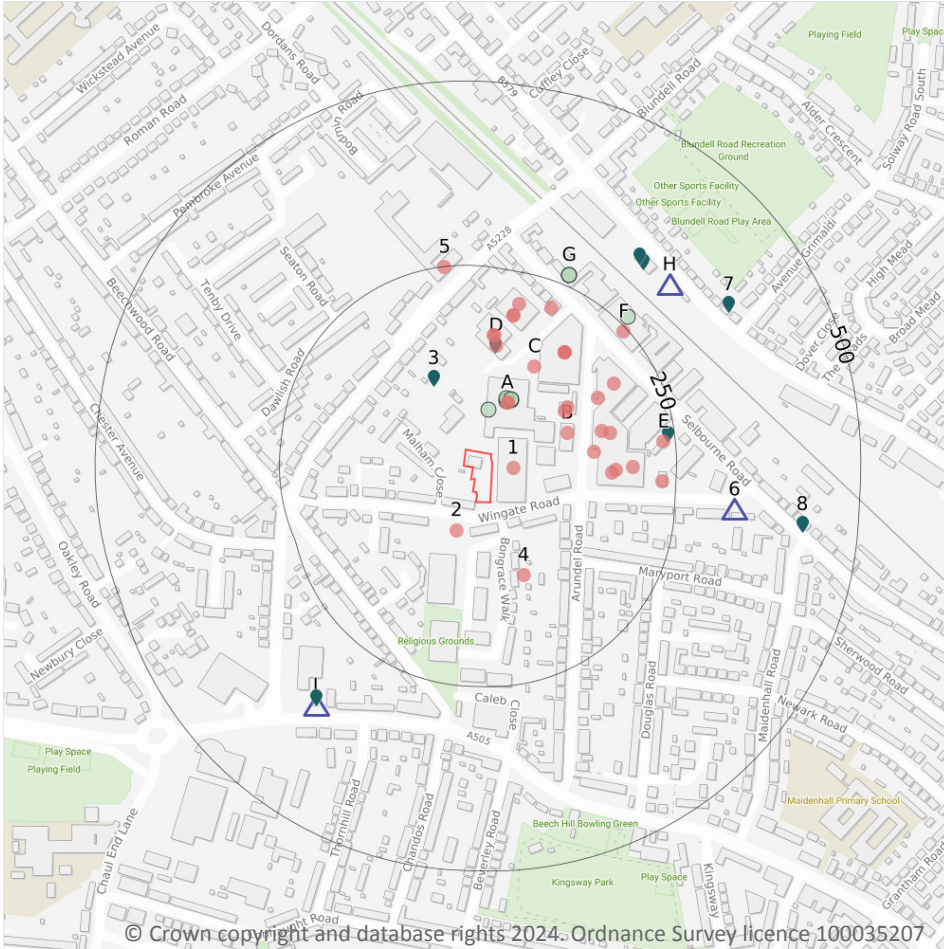 Wickstead Avenue
Dordans Road
Roman Road
Bodmin Road
Pembroke Avenue
B579
Cuffley Close
Blundell Road
Playing Field
Play Space
Alder Crescent
Solway Road South
Blundell Road Recreation
Ground
Other Sports Facility
Other Sports Facility
Blundell Road Play Area
A5228
5
G
H
7
Avenue Grimaldi
High Mead
Broad Mead
Seaton Road
Tenby Drive
Beechwood Road
D
F
3
C
A
Dover Close
The Meads
500
250
Dawlish Road
Chester Avenue
B
E
Selbourne Road
Malham Close
1
6
8
2
Wingate Road
4
Bongrace Walk
Arundel Road
Maryport Road
Oakley Road
Newbury Close
Religious Grounds
Sherwood Road
I
Caleb
Close
Douglas Road
Maidenhall Road
Newark Road
A505
Play Space
Playing Field
Maidenhall Primary School
Chaul End Lane
Thornhill Road
Chandos Road
Beverley Road
Beech Hill Bowling Green
Kingsway Park
Play Space
Kingsway
Grantham Road
© Crown copyright and database rights 2024. Ordnance Survey licence 100035207